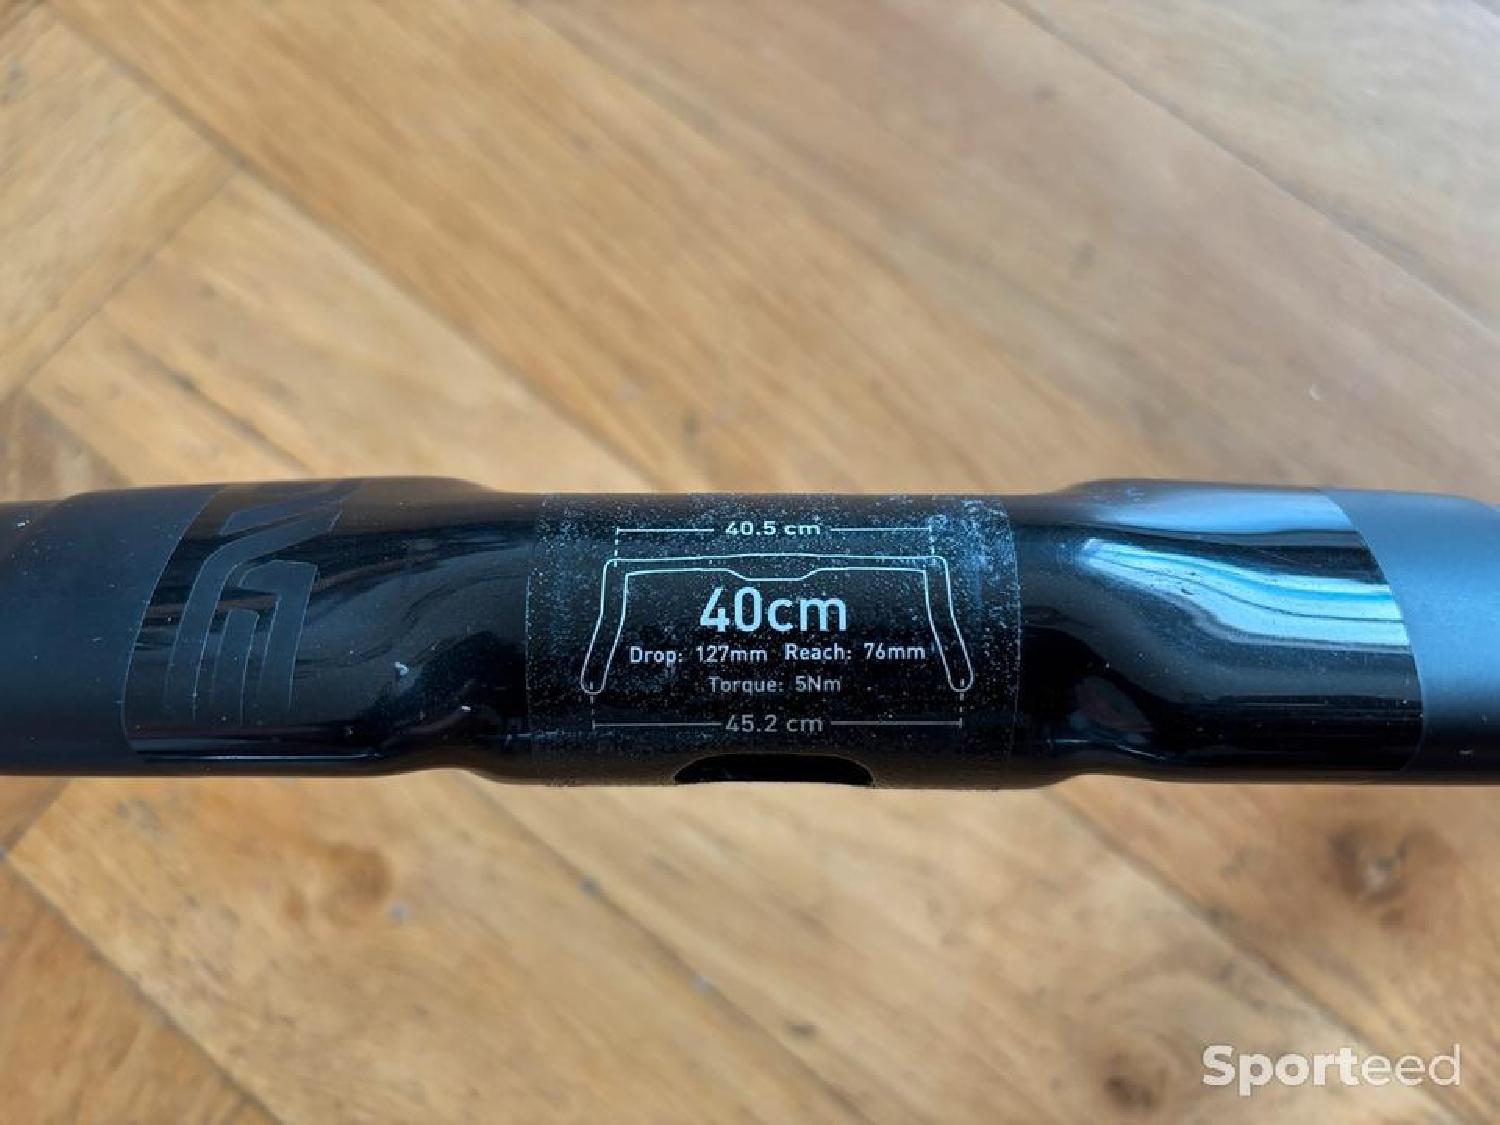 40.5 cm
40cm
Drop: 127mm Reach: 76mm
Torque: 5Nm
45.2 cm
Sporteed